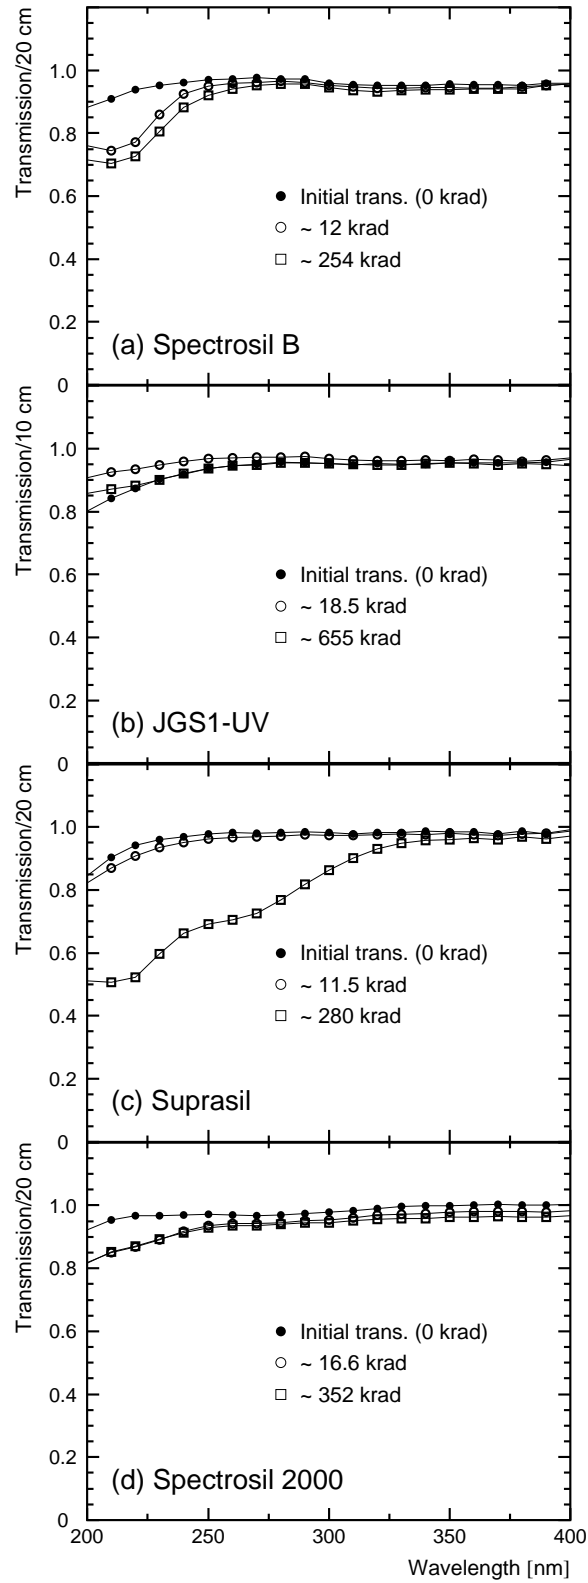 Transmission/20 cm
1.0
0.8
0.6
0.4
0.2
0
Initial trans. (0 krad)
~ 12 krad
~ 254 krad
(a) Spectrosil B
Transmission/10 cm
1.0
0.8
0.6
0.4
0.2
0
Initial trans. (0 krad)
~ 18.5 krad
~ 655 krad
(b) JGS1-UV
Transmission/20 cm
1.0
0.8
0.6
0.4
0.2
0
Initial trans. (0 krad)
~ 11.5 krad
~ 280 krad
(c) Suprasil
Transmission/20 cm
1.0
0.8
0.6
0.4
0.2
0
Initial trans. (0 krad)
~ 16.6 krad
~ 352 krad
(d) Spectrosil 2000
200 250 300 350 400
Wavelength [nm]